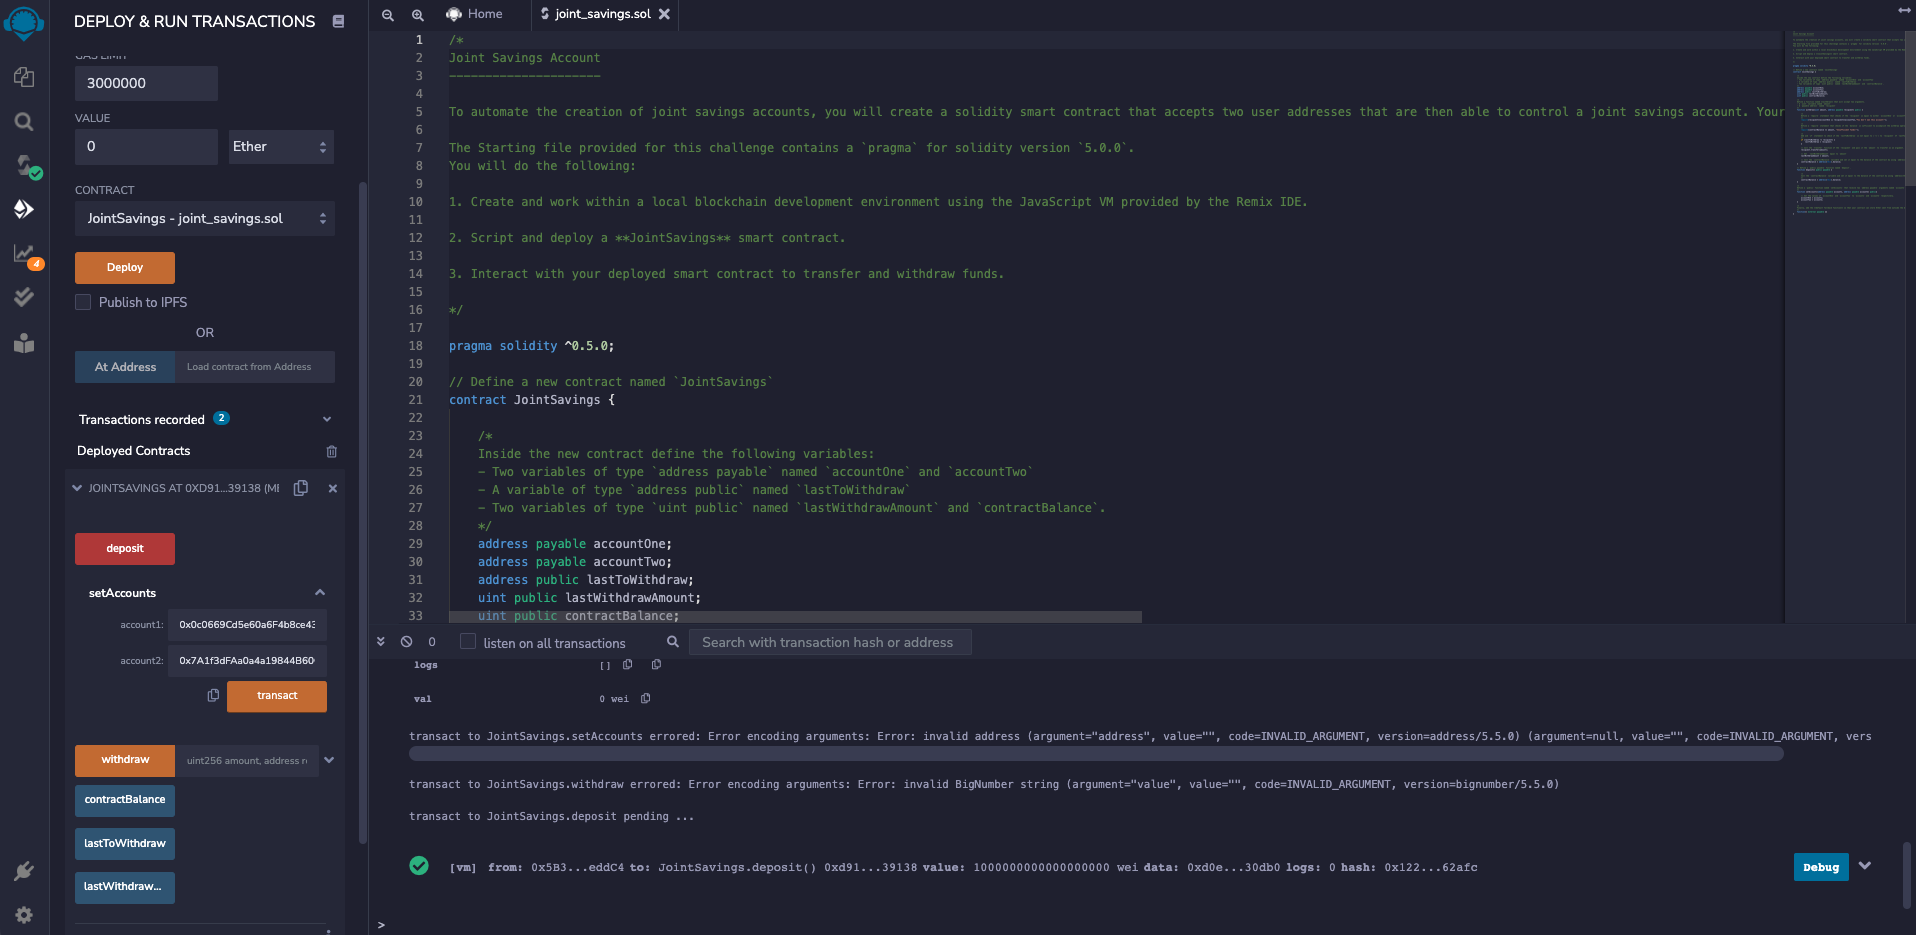 DEPLOY & RUN TRANSACTIONS
GAS LIMIT
3000000
VALUE
0
Ether
CONTRACT
JointSavings - joint_savings.sol
Deploy
Publish to IPFS
OR
At Address
Load contract from Address
Transactions recorded 2
Deployed Contracts
JOINTSAVINGS AT 0XD91...39138 (ME
deposit
setAccounts
account1: 0x0c0669Cd5e60a6F4b8ce43
account2: 0x7A1f3dFAa0a4a19844B60
transact
withdraw
uint256 amount, address re
contractBalance
lastToWithdraw
lastWithdraw...
4
Home
joint_savings.sol
1 /*
2 Joint Savings Account
3 ---------------------
4
5 To automate the creation of joint savings accounts, you will create a solidity smart contract that accepts two user addresses that are then able to control a joint savings account. Your
6
7 The Starting file provided for this challenge contains a `pragma` for solidity version `5.0.0`.
8 You will do the following:
9
10 1. Create and work within a local blockchain development environment using the JavaScript VM provided by the Remix IDE.
11
12 2. Script and deploy a **JointSavings** smart contract.
13
14 3. Interact with your deployed smart contract to transfer and withdraw funds.
15
16 */
17
18 pragma solidity ^0.5.0;
19
20 // Define a new contract named `JointSavings`
21 contract JointSavings {
22
23 /*
24 Inside the new contract define the following variables:
25 - Two variables of type `address payable` named `accountOne` and `accountTwo`
26 - A variable of type `address public` named `lastToWithdraw`
27 - Two variables of type `uint public` named `lastWithdrawAmount` and `contractBalance`.
28 */
29 address payable accountOne;
30 address payable accountTwo;
31 address public lastToWithdraw;
32 uint public lastWithdrawAmount;
33 uint public contractBalance;
0
listen on all transactions
Search with transaction hash or address
logs []
val 0 wei
transact to JointSavings.setAccounts errored: Error encoding arguments: Error: invalid address (argument="address", value="", code=INVALID_ARGUMENT, version=address/5.5.0) (argument=null, value="", code=INVALID_ARGUMENT, vers
transact to JointSavings.withdraw errored: Error encoding arguments: Error: invalid BigNumber string (argument="value", value="", code=INVALID_ARGUMENT, version=bignumber/5.5.0)
transact to JointSavings.deposit pending ...
[vm] from: 0x5B3...eddC4 to: JointSavings.deposit() 0xd91...39138 value: 1000000000000000000 wei data: 0xd0e...30db0 logs: 0 hash: 0x122...62afc
Debug
>